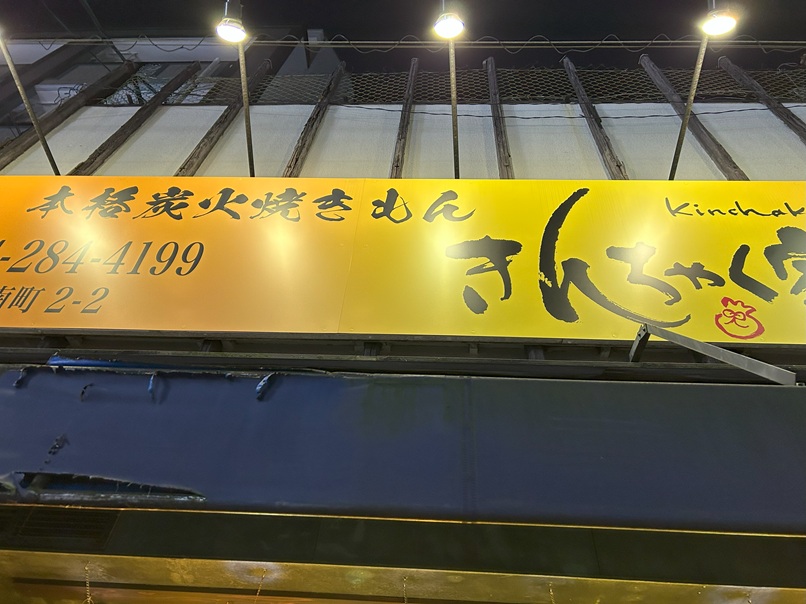 本格炭火焼きもん
-284-4199
町 2-2
Kinchak
きんちゃく